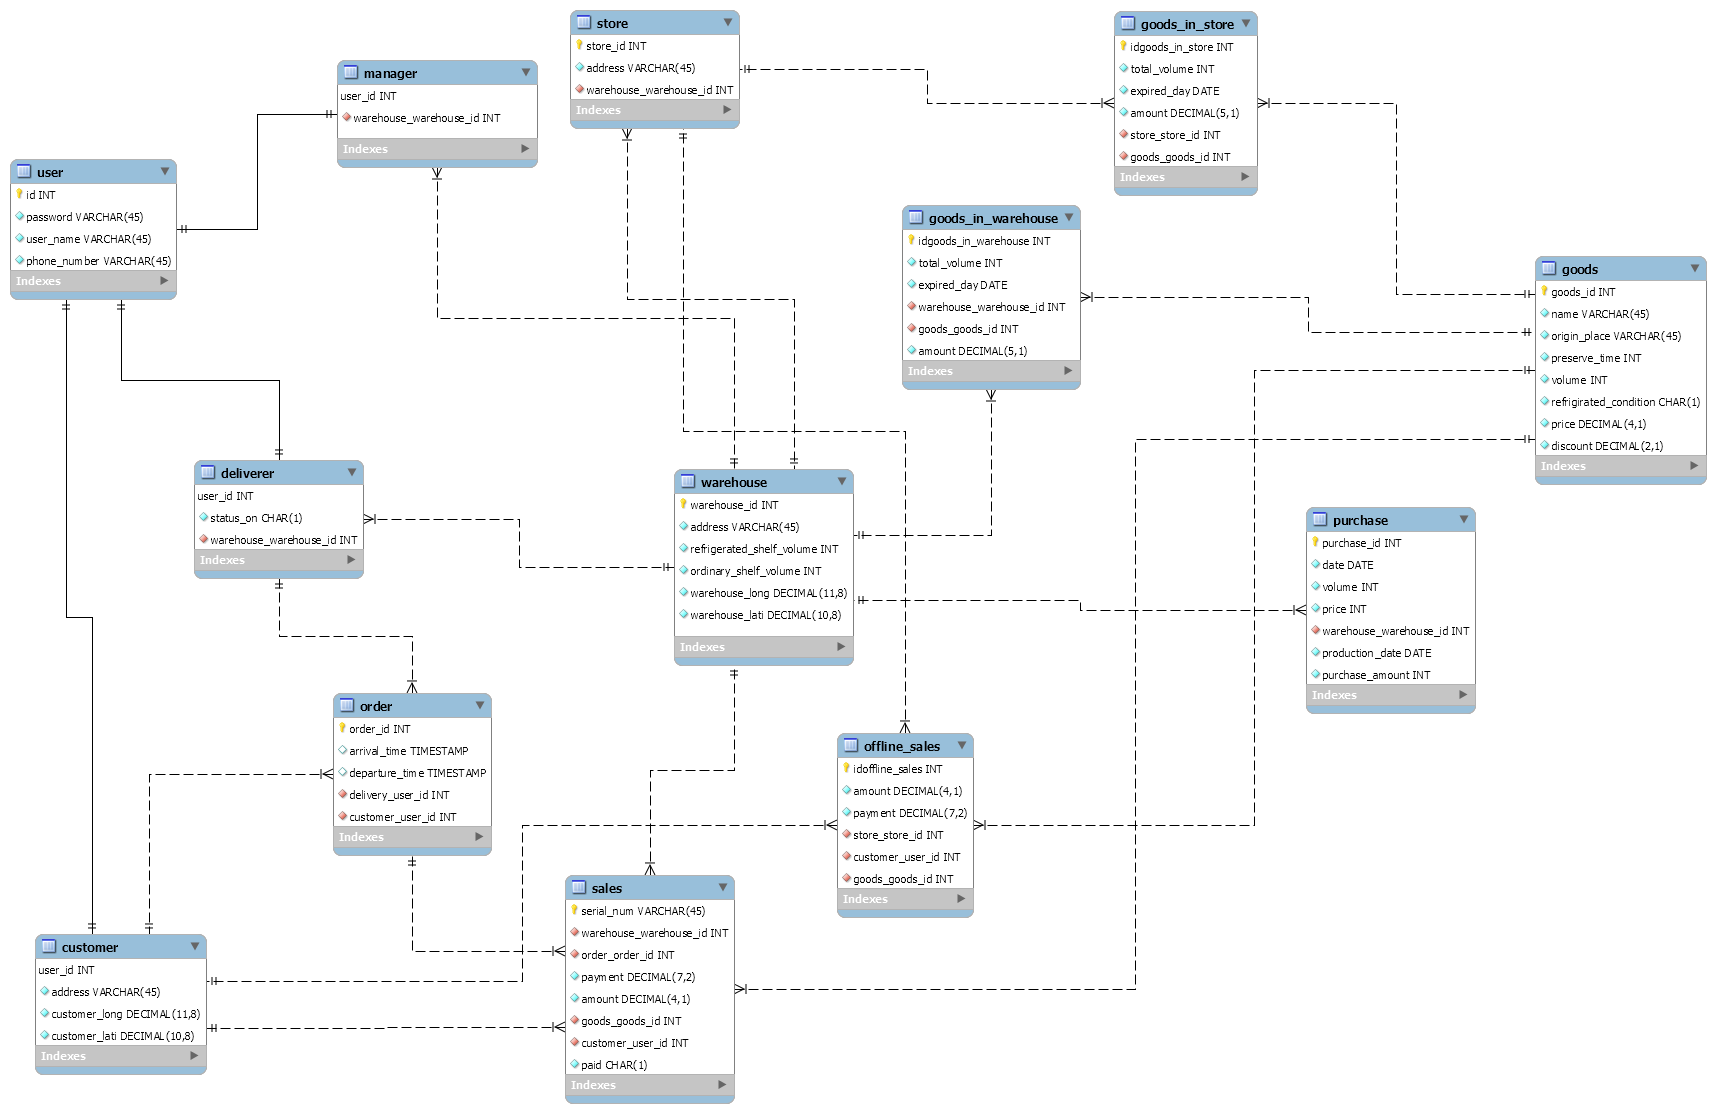 store
store_id INT
address VARCHAR(45)
warehouse_warehouse_id INT
Indexes
goods_in_store
idgoods_in_store INT
total_volume INT
expired_day DATE
amount DECIMAL(5,1)
store_store_id INT
goods_goods_id INT
Indexes
manager
user_id INT
warehouse_warehouse_id INT
Indexes
user
id INT
password VARCHAR(45)
user_name VARCHAR(45)
phone_number VARCHAR(45)
Indexes
goods_in_warehouse
idgoods_in_warehouse INT
total_volume INT
expired_day DATE
warehouse_warehouse_id INT
goods_goods_id INT
amount DECIMAL(5,1)
Indexes
goods
goods_id INT
name VARCHAR(45)
origin_place VARCHAR(45)
preserve_time INT
volume INT
refrigirated_condition CHAR(1)
price DECIMAL(4,1)
discount DECIMAL(2,1)
Indexes
deliverer
user_id INT
status_on CHAR(1)
warehouse_warehouse_id INT
Indexes
warehouse
warehouse_id INT
address VARCHAR(45)
refrigerated_shelf_volume INT
ordinary_shelf_volume INT
warehouse_long DECIMAL(11,8)
warehouse_lati DECIMAL(10,8)
Indexes
purchase
purchase_id INT
date DATE
volume INT
price INT
warehouse_warehouse_id INT
production_date DATE
purchase_amount INT
Indexes
order
order_id INT
arrival_time TIMESTAMP
departure_time TIMESTAMP
delivery_user_id INT
customer_user_id INT
Indexes
offline_sales
idoffline_sales INT
amount DECIMAL(4,1)
payment DECIMAL(7,2)
store_store_id INT
customer_user_id INT
goods_goods_id INT
Indexes
sales
serial_num VARCHAR(45)
warehouse_warehouse_id INT
order_order_id INT
payment DECIMAL(7,2)
amount DECIMAL(4,1)
goods_goods_id INT
customer_user_id INT
paid CHAR(1)
Indexes
customer
user_id INT
address VARCHAR(45)
customer_long DECIMAL(11,8)
customer_lati DECIMAL(10,8)
Indexes